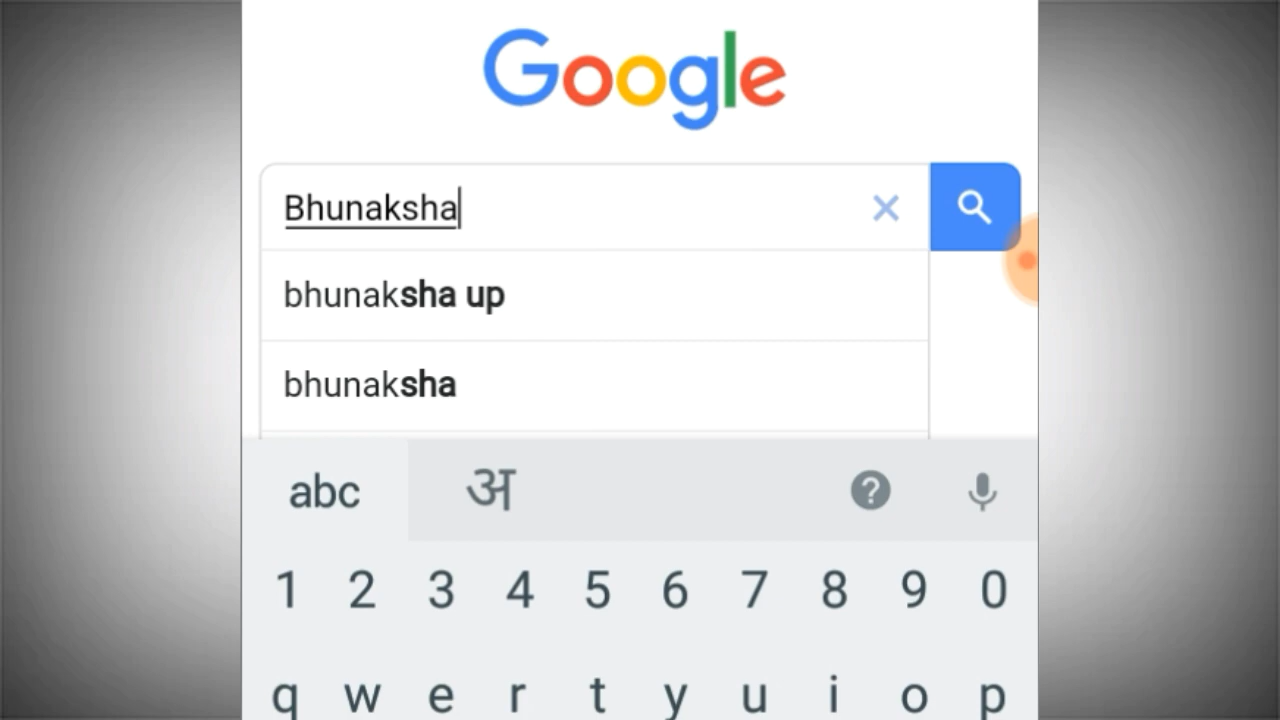 Google
Bhunaksha
bhunaksha up
bhunaksha
abc अ ?
1 2 3 4 5 6 7 8 9 0
q w e r t y u i o p